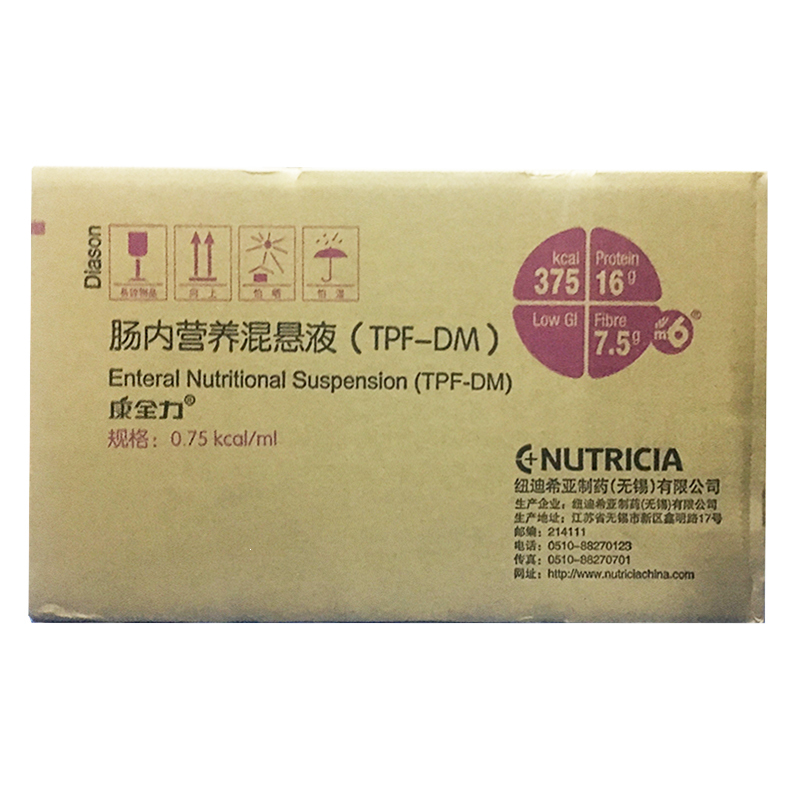 Diason
易碎物品
向上
怕晒
怕湿
kcal
375
Protein
16g
Low GI
Fibre
7.5g
m6®
肠内营养混悬液（TPF-DM）
Enteral Nutritional Suspension (TPF-DM)
康全力®
规格：0.75 kcal/ml
NUTRICIA
纽迪希亚制药(无锡)有限公司
生产企业：纽迪希亚制药(无锡)有限公司
生产地址：江苏省无锡市新区鑫明路17号
邮编：214111
电话：0510-88270123
传真：0510-88270701
网址：http://www.nutriciachina.com